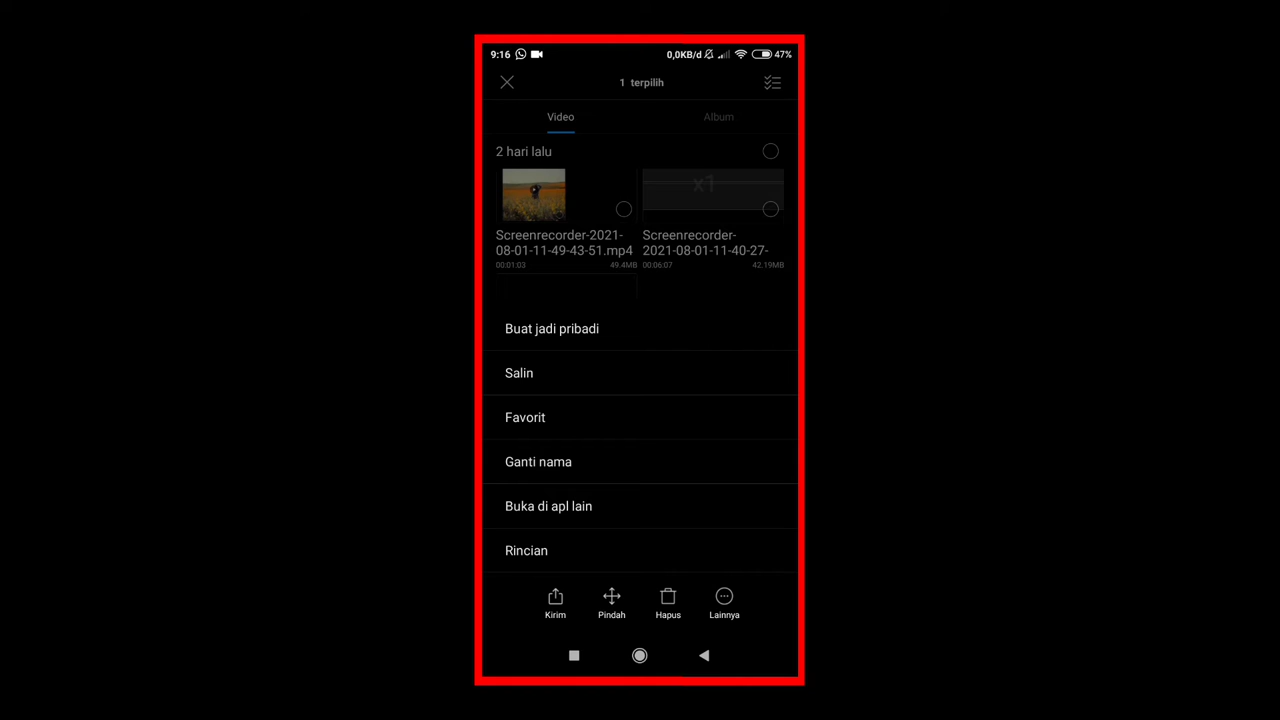 9:16 0,0KB/d 47%
1 terpilih
Video Album
2 hari lalu
x1
Screenrecorder-2021- Screenrecorder-
08-01-11-49-43-51.mp4 2021-08-01-11-40-27-
00:01:03 49.4MB 00:06:07 42.19MB
Buat jadi pribadi
Salin
Favorit
Ganti nama
Buka di apl lain
Rincian
Kirim Pindah Hapus Lainnya